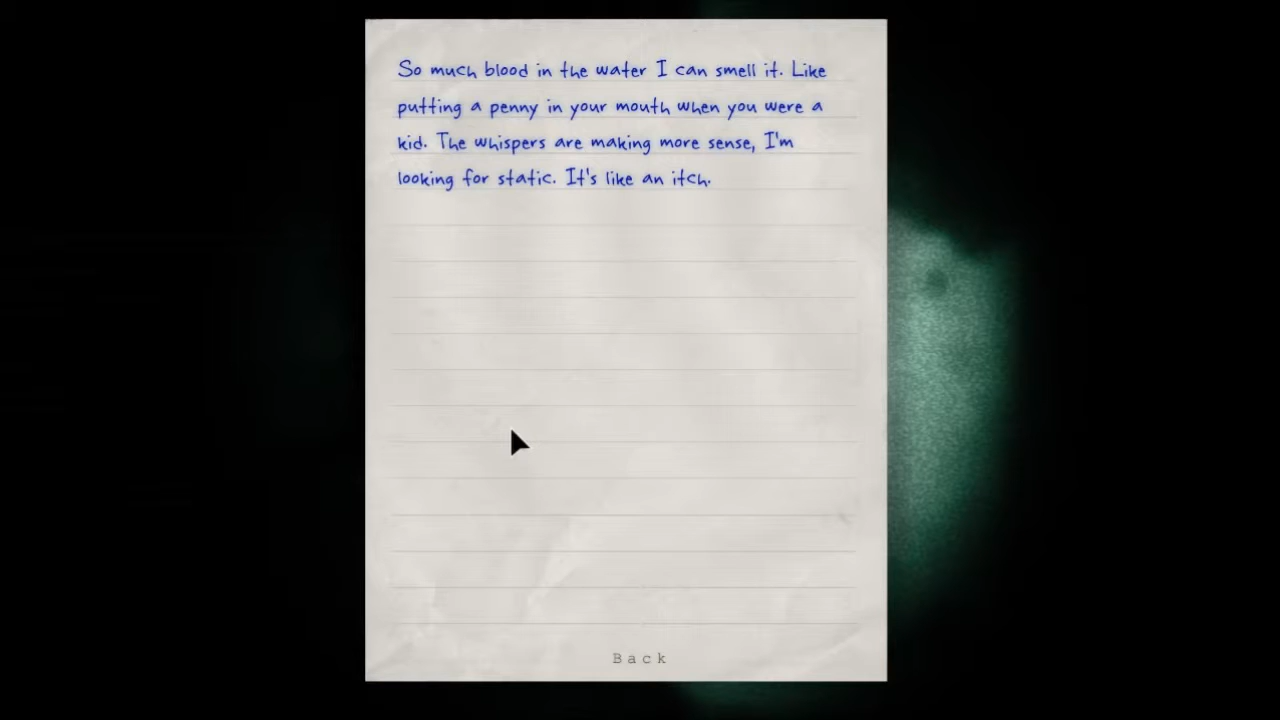 So much blood in the water I can smell it. Like
putting a penny in your mouth when you were a
kid. The whispers are making more sense, I'm
looking for static. It's like an itch.
Back